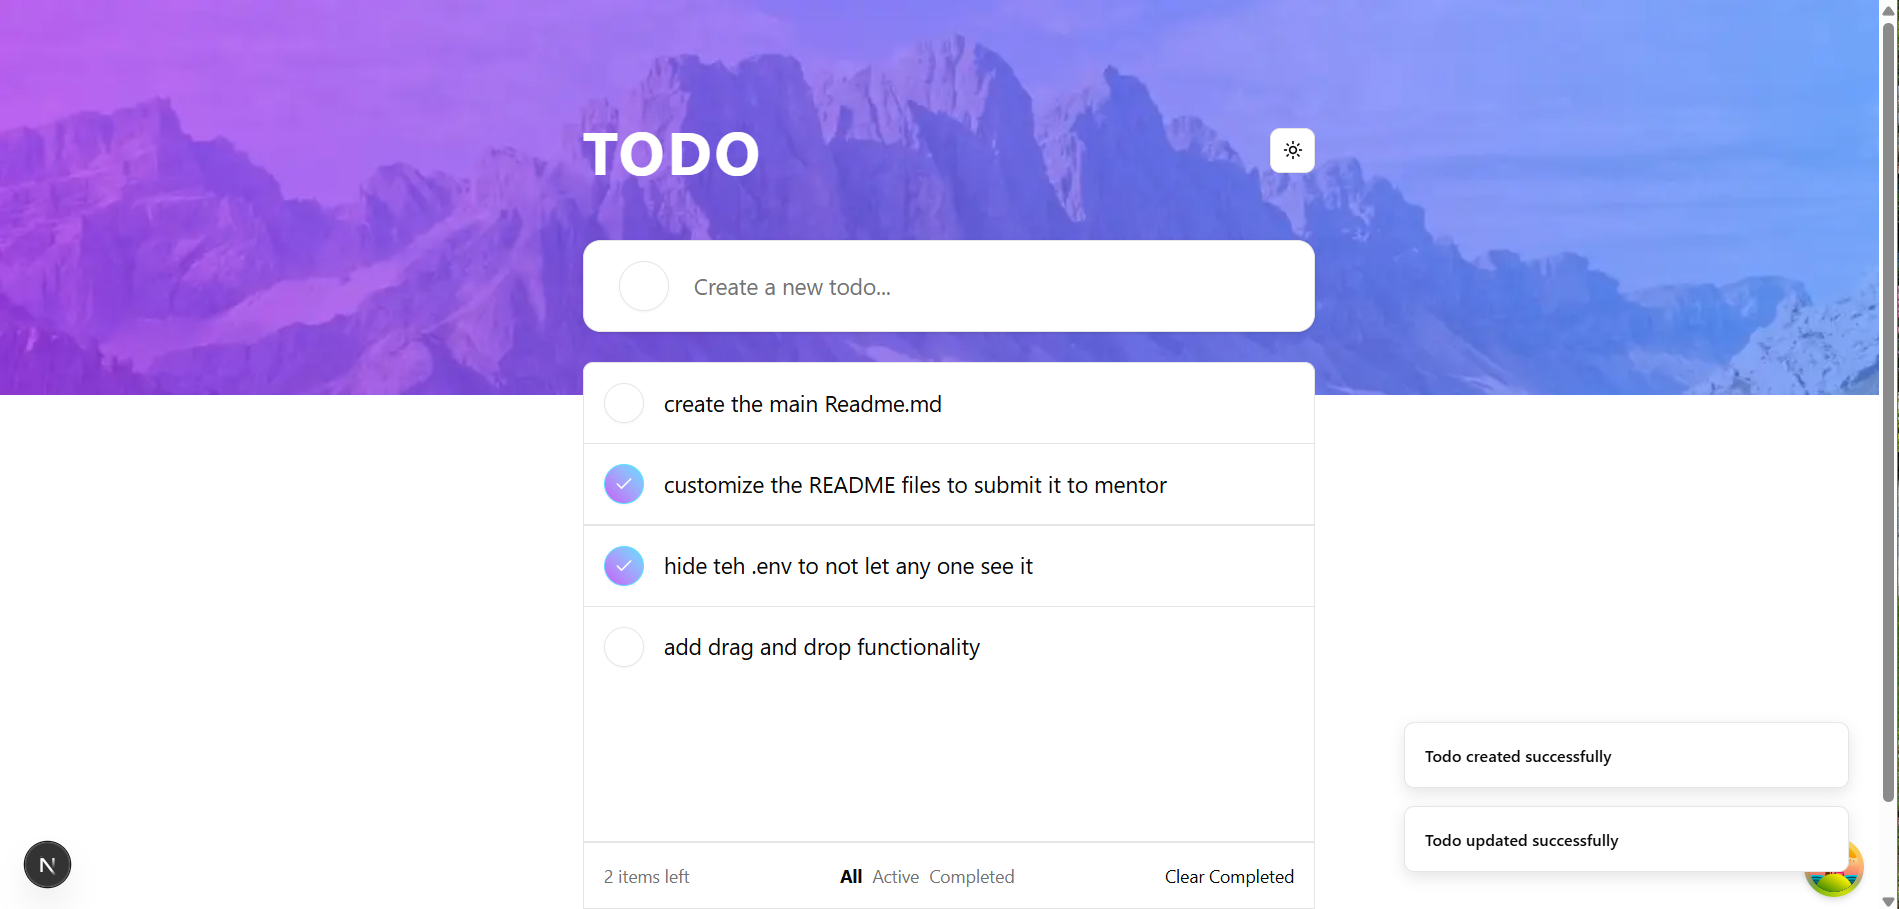 TODO
Create a new todo...
create the main Readme.md
customize the README files to submit it to mentor
hide teh .env to not let any one see it
add drag and drop functionality
2 items left
All Active Completed
Clear Completed
Todo created successfully
Todo updated successfully
N